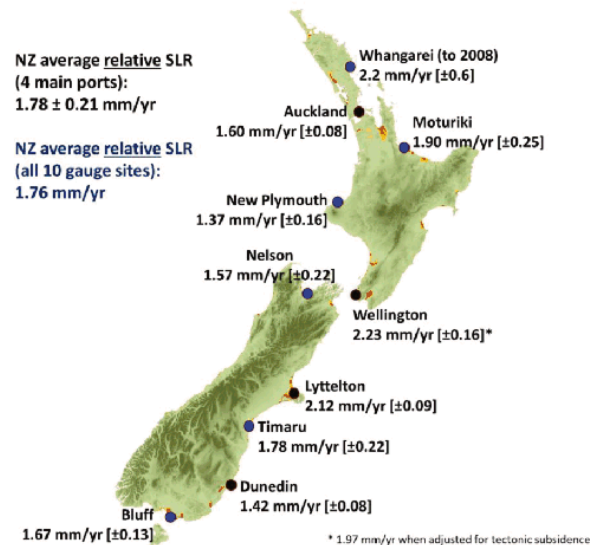 NZ average relative SLR
(4 main ports):
1.78 ± 0.21 mm/yr
NZ average relative SLR
(all 10 gauge sites):
1.76 mm/yr
Whangarei (to 2008)
2.2 mm/yr [±0.6]
Auckland
1.60 mm/yr [±0.08]
Moturiki
1.90 mm/yr [±0.25]
New Plymouth
1.37 mm/yr [±0.16]
Nelson
1.57 mm/yr [±0.22]
Wellington
2.23 mm/yr [±0.16]*
Lyttelton
2.12 mm/yr [±0.09]
Timaru
1.78 mm/yr [±0.22]
Dunedin
1.42 mm/yr [±0.08]
Bluff
1.67 mm/yr [±0.13]
* 1.97 mm/yr when adjusted for tectonic subsidence